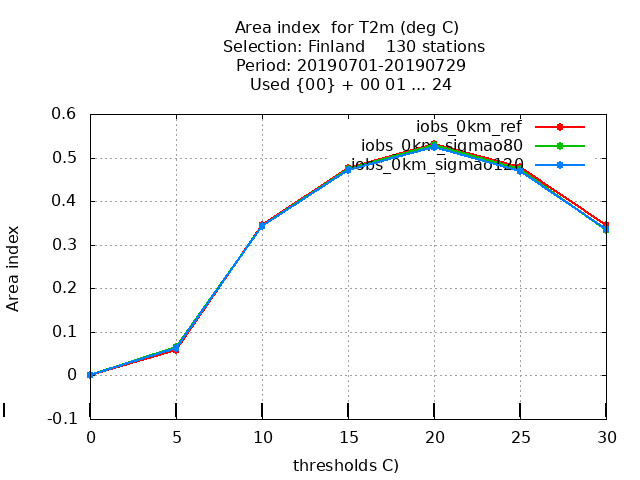 Area index  for T2m (deg C)
Selection: Finland    130 stations
Period: 20190701-20190729
Used {00} + 00 01 ... 24
iobs_0km_ref
iobs_0km_sigmao80
iobs_0km_sigmao120
Area index
0.6
0.5
0.4
0.3
0.2
0.1
0
-0.1
0 5 10 15 20 25 30
thresholds C)